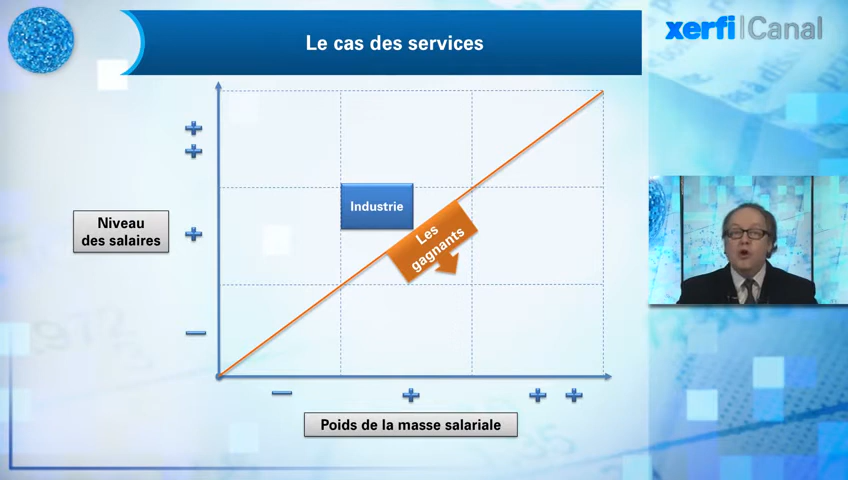 Le cas des services
xerfi|Canal
Niveau
des salaires
Industrie
Les
gagnants
Poids de la masse salariale